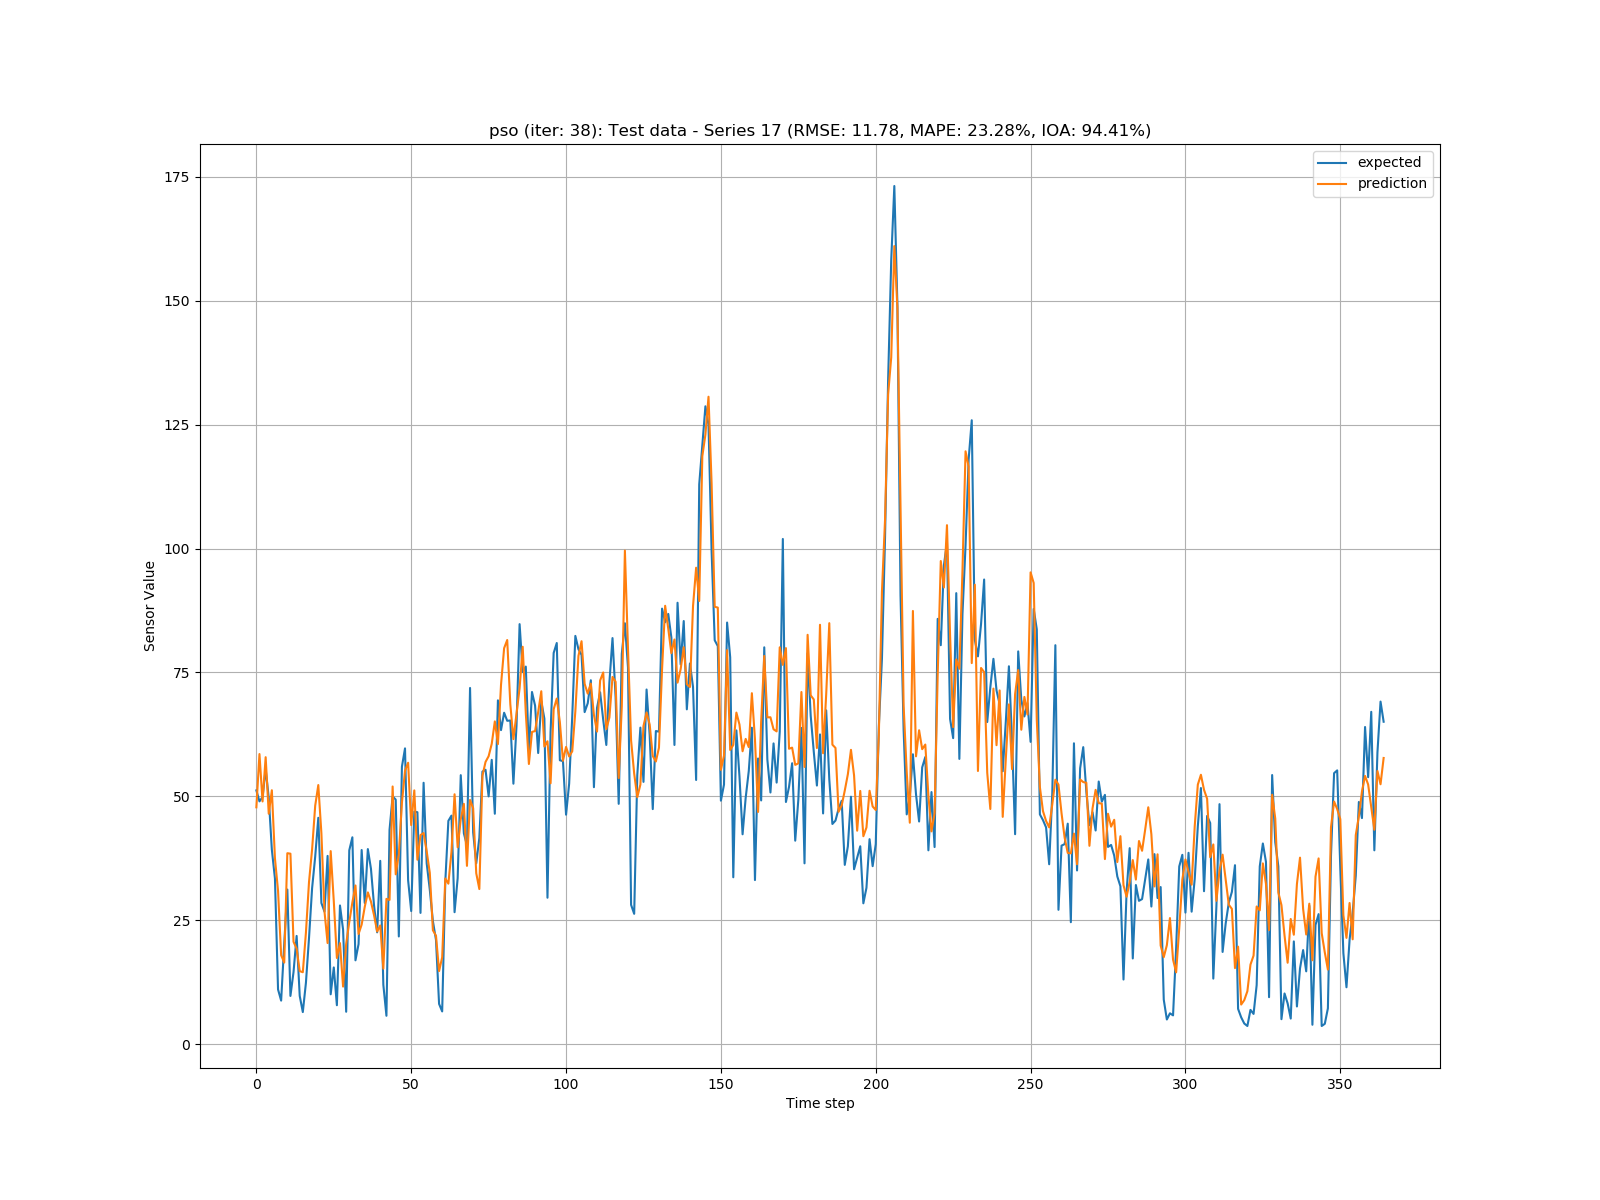 pso (iter: 38): Test data - Series 17 (RMSE: 11.78, MAPE: 23.28%, IOA: 94.41%)
expected
prediction
175
150
125
100
75
50
25
0
Sensor Value
0 50 100 150 200 250 300 350
Time step